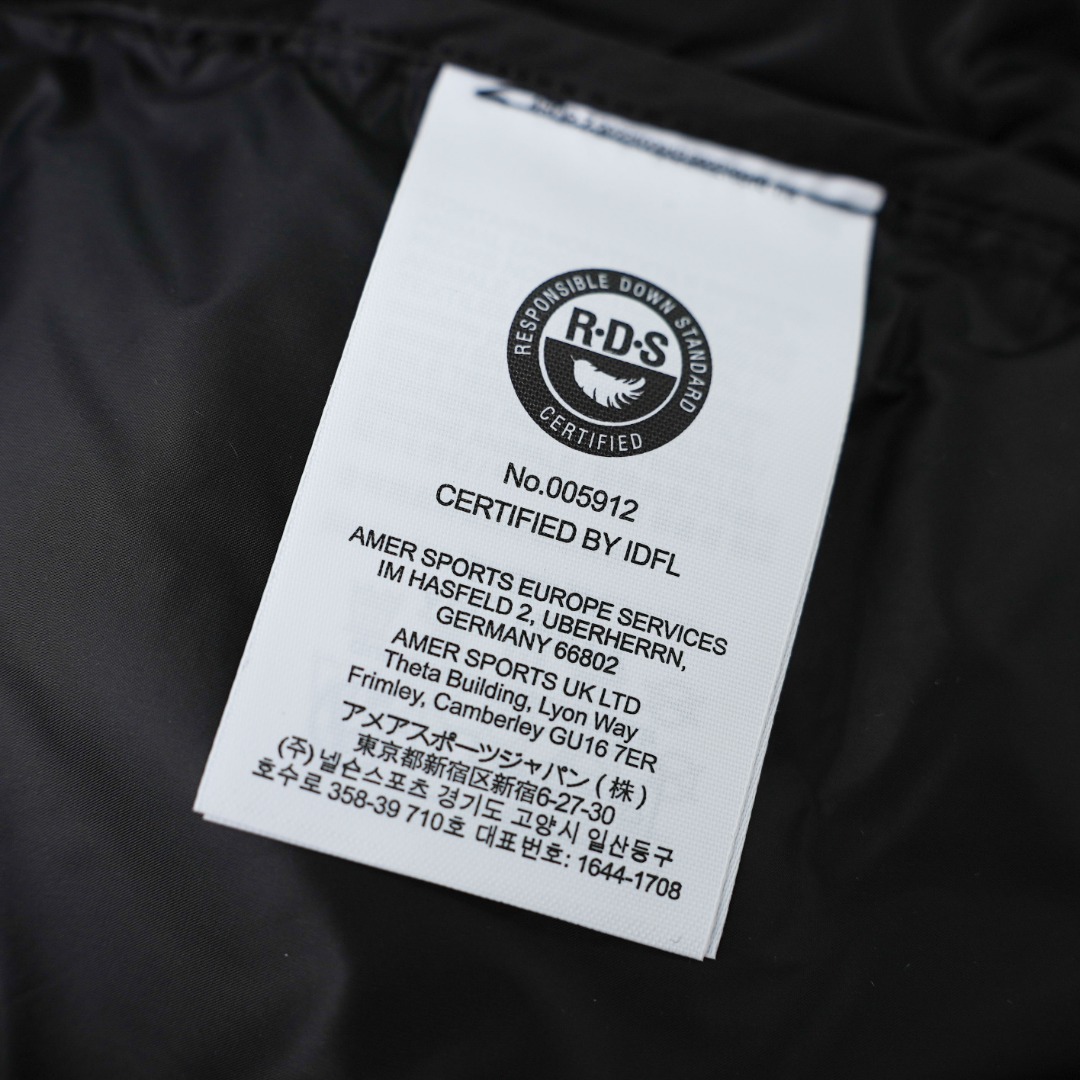 RESPONSIBLE DOWN STANDARD
R·D·S
CERTIFIED
No.005912
CERTIFIED BY IDFL
AMER SPORTS EUROPE SERVICES
IM HASFELD 2, UBERHERRN,
GERMANY 66802
AMER SPORTS UK LTD
Theta Building, Lyon Way
Frimley, Camberley GU16 7ER
アメアスポーツジャパン (株)
東京都新宿区新宿6-27-30
(주) 넬슨스포츠 경기도 고양시 일산동구
호수로 358-39 710호 대표번호: 1644-1708